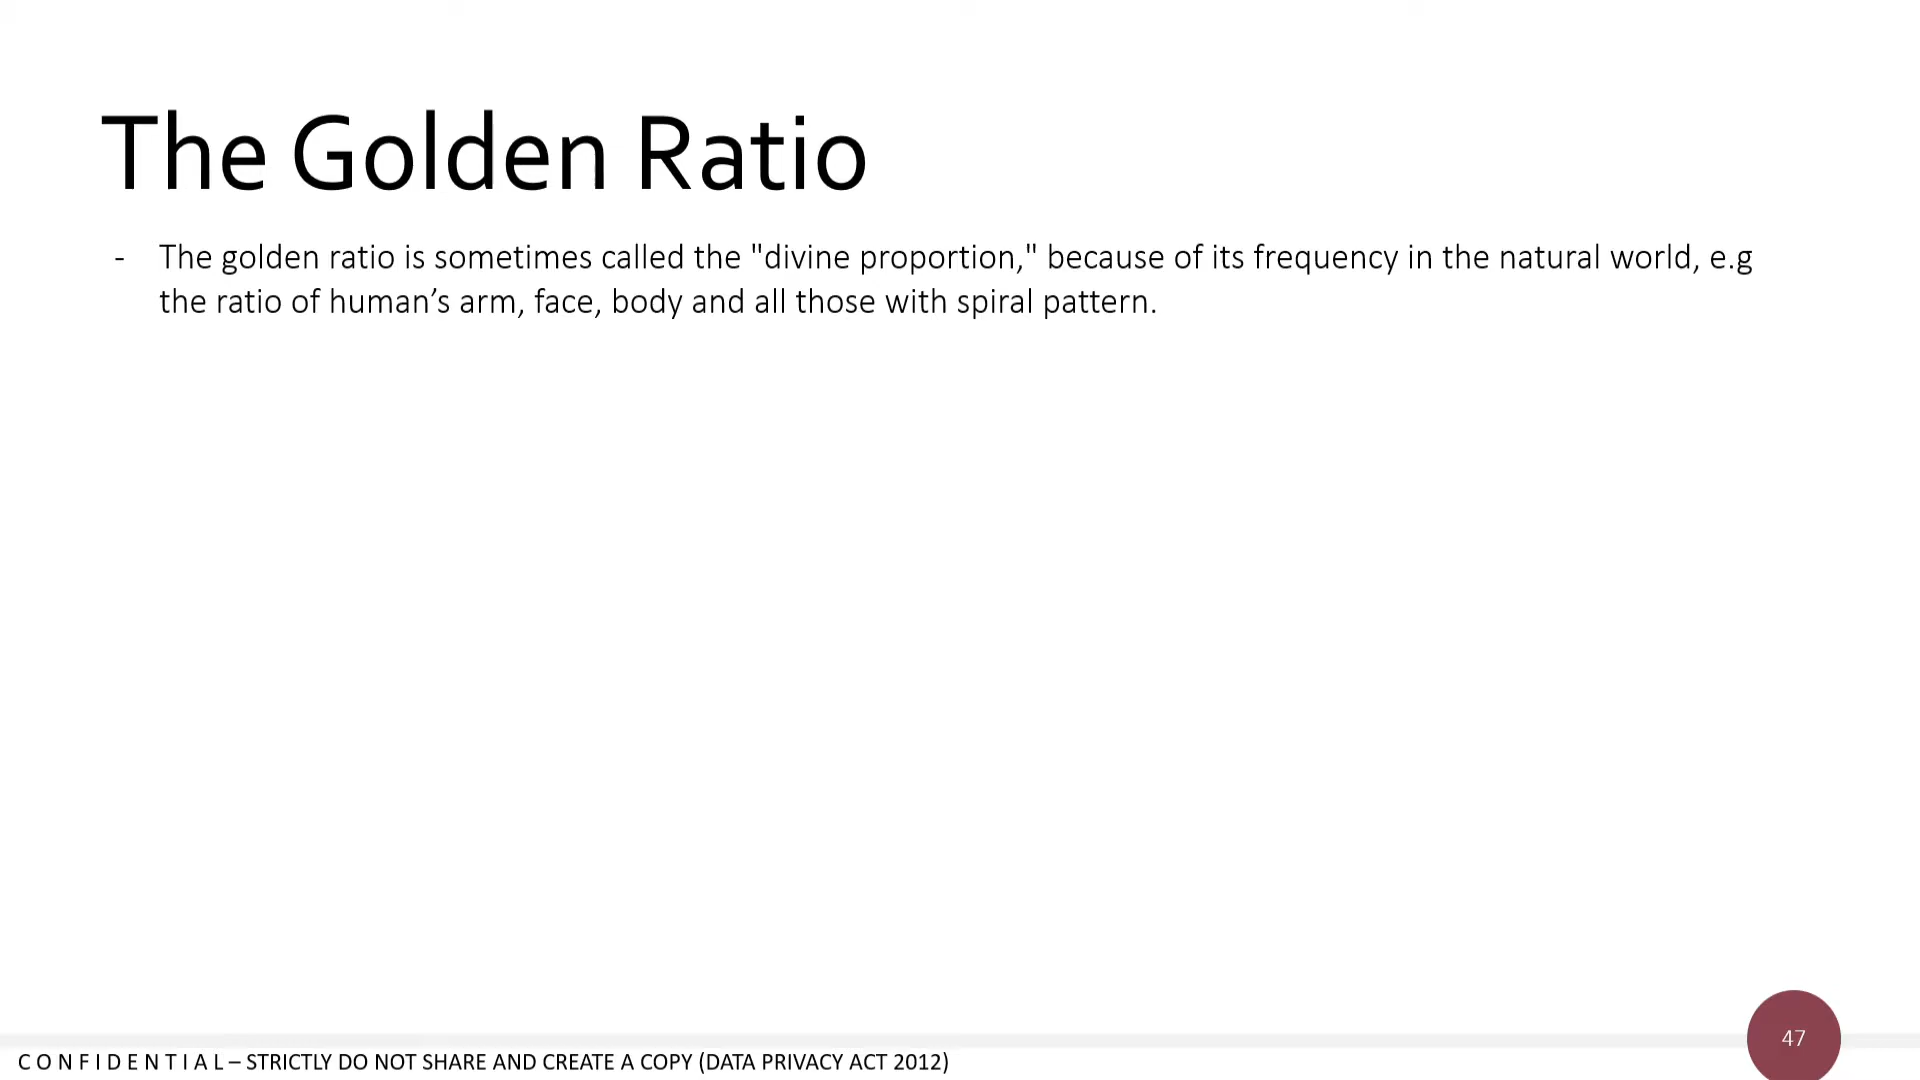 The Golden Ratio
- The golden ratio is sometimes called the "divine proportion," because of its frequency in the natural world, e.g
the ratio of human’s arm, face, body and all those with spiral pattern.
47
C O N F I D E N T I A L – STRICTLY DO NOT SHARE AND CREATE A COPY (DATA PRIVACY ACT 2012)